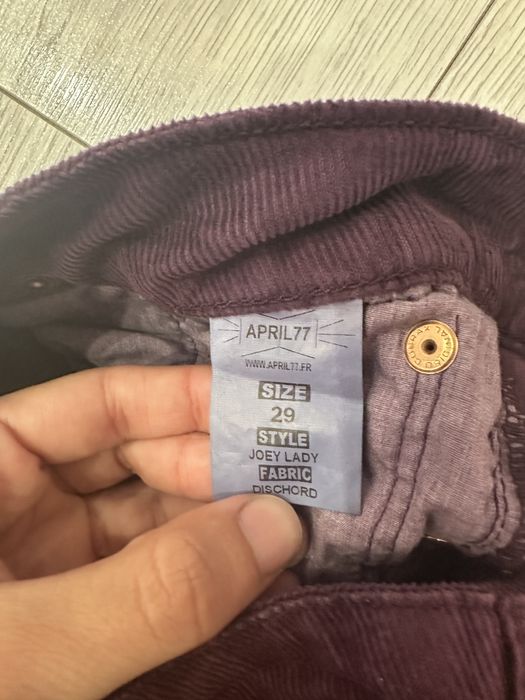 APRIL77
WWW.APRIL77.FR
SIZE
29
STYLE
JOEY LADY
FABRIC
DISCHORD